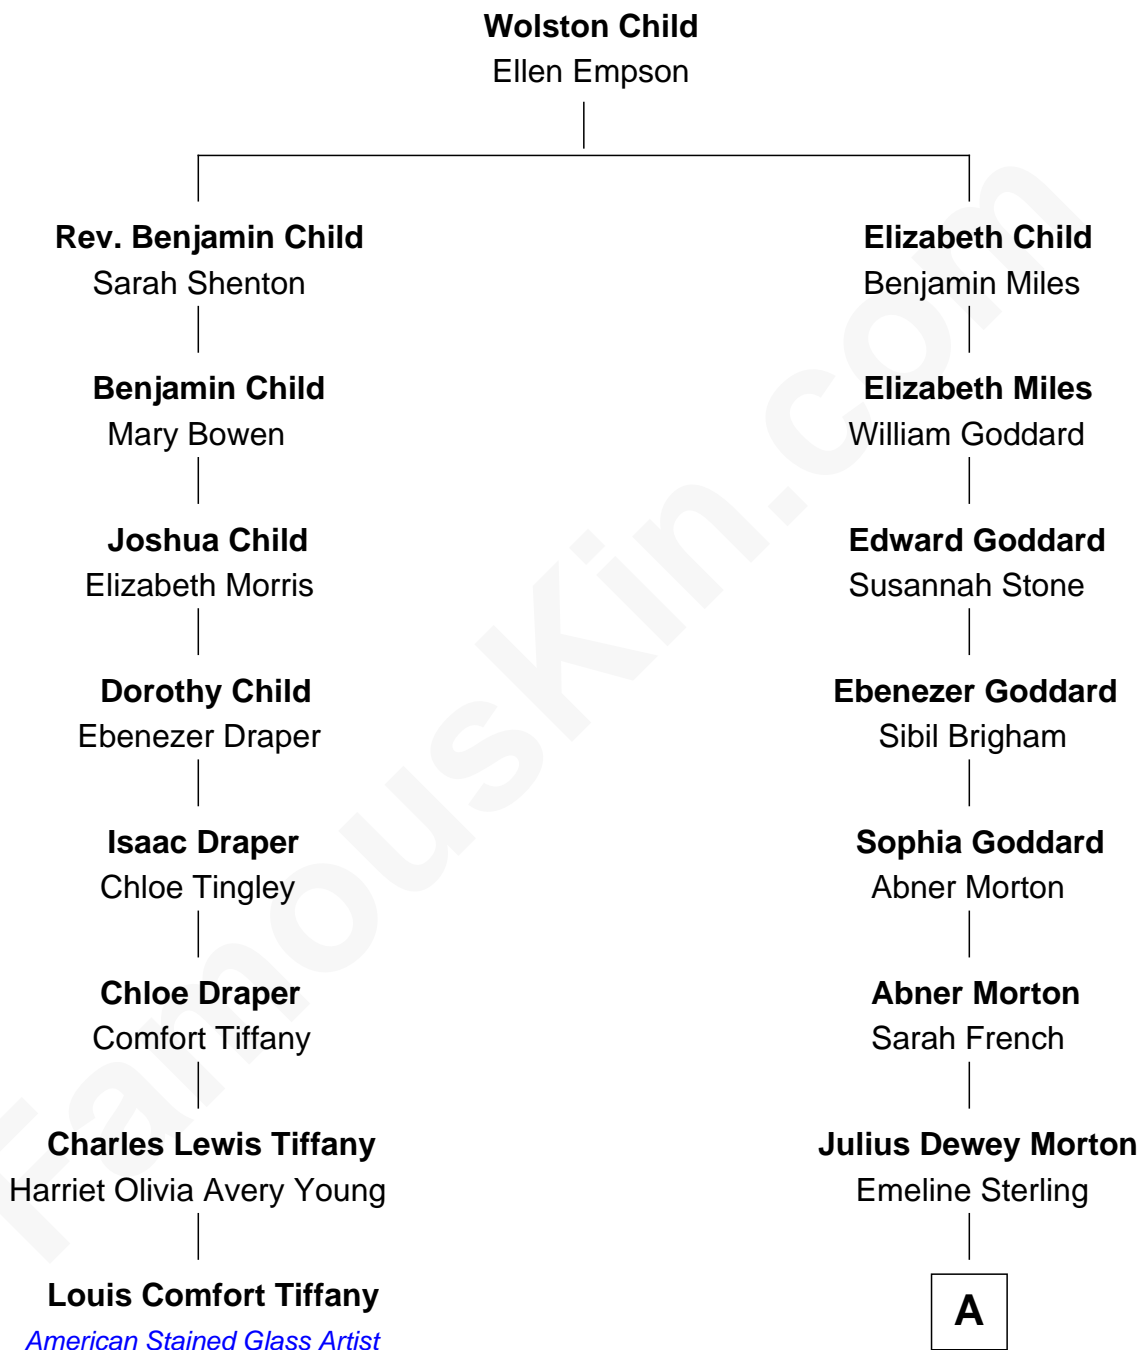 Wolston Child
Ellen Empson
Rev. Benjamin Child
Sarah Shenton
Elizabeth Child
Benjamin Miles
Benjamin Child
Mary Bowen
Elizabeth Miles
William Goddard
Joshua Child
Elizabeth Morris
Edward Goddard
Susannah Stone
Dorothy Child
Ebenezer Draper
Ebenezer Goddard
Sibil Brigham
Isaac Draper
Chloe Tingley
Sophia Goddard
Abner Morton
Chloe Draper
Comfort Tiffany
Abner Morton
Sarah French
Charles Lewis Tiffany
Harriet Olivia Avery Young
Julius Dewey Morton
Emeline Sterling
Louis Comfort Tiffany
American Stained Glass Artist
A
FamousKin.com